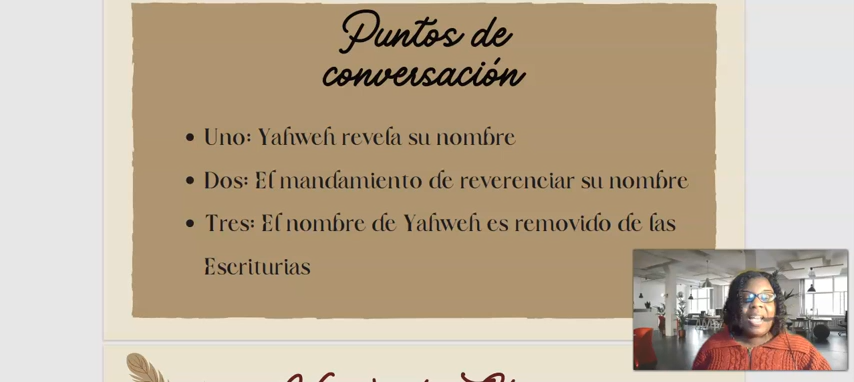 Puntos de
conversación
• Uno: Yahweh revela su nombre
• Dos: El mandamiento de reverenciar su nombre
• Tres: El nombre de Yahweh es removido de las
Escriturias